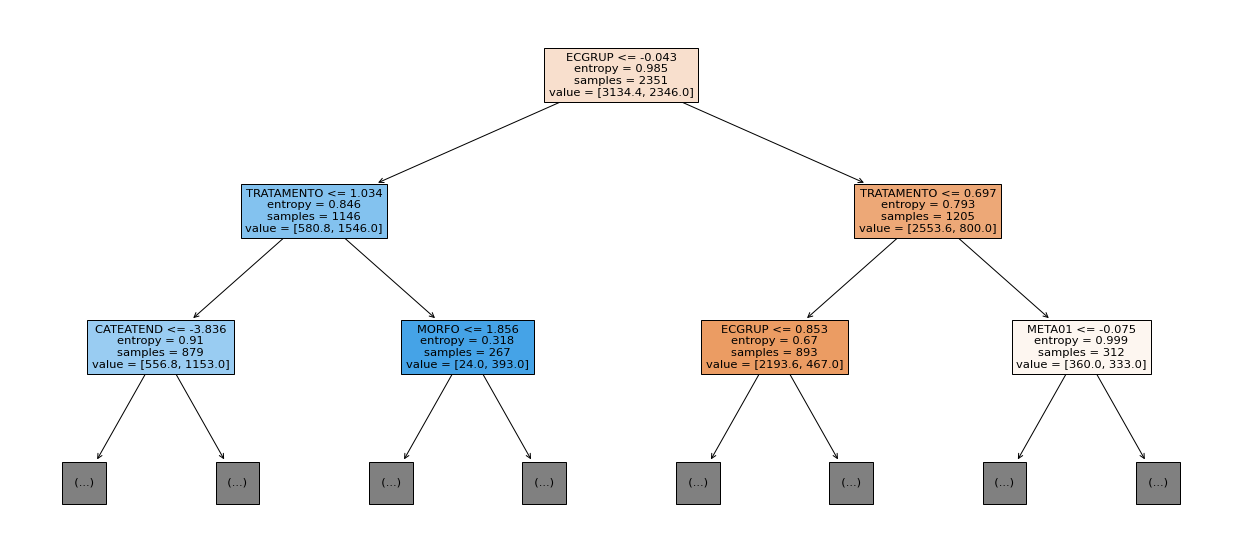 ECGRUP <= -0.043
entropy = 0.985
samples = 2351
value = [3134.4, 2346.0]
TRATAMENTO <= 1.034
entropy = 0.846
samples = 1146
value = [580.8, 1546.0]
TRATAMENTO <= 0.697
entropy = 0.793
samples = 1205
value = [2553.6, 800.0]
CATEATEND <= -3.836
entropy = 0.91
samples = 879
value = [556.8, 1153.0]
MORFO <= 1.856
entropy = 0.318
samples = 267
value = [24.0, 393.0]
ECGRUP <= 0.853
entropy = 0.67
samples = 893
value = [2193.6, 467.0]
META01 <= -0.075
entropy = 0.999
samples = 312
value = [360.0, 333.0]
(...)
(...)
(...)
(...)
(...)
(...)
(...)
(...)